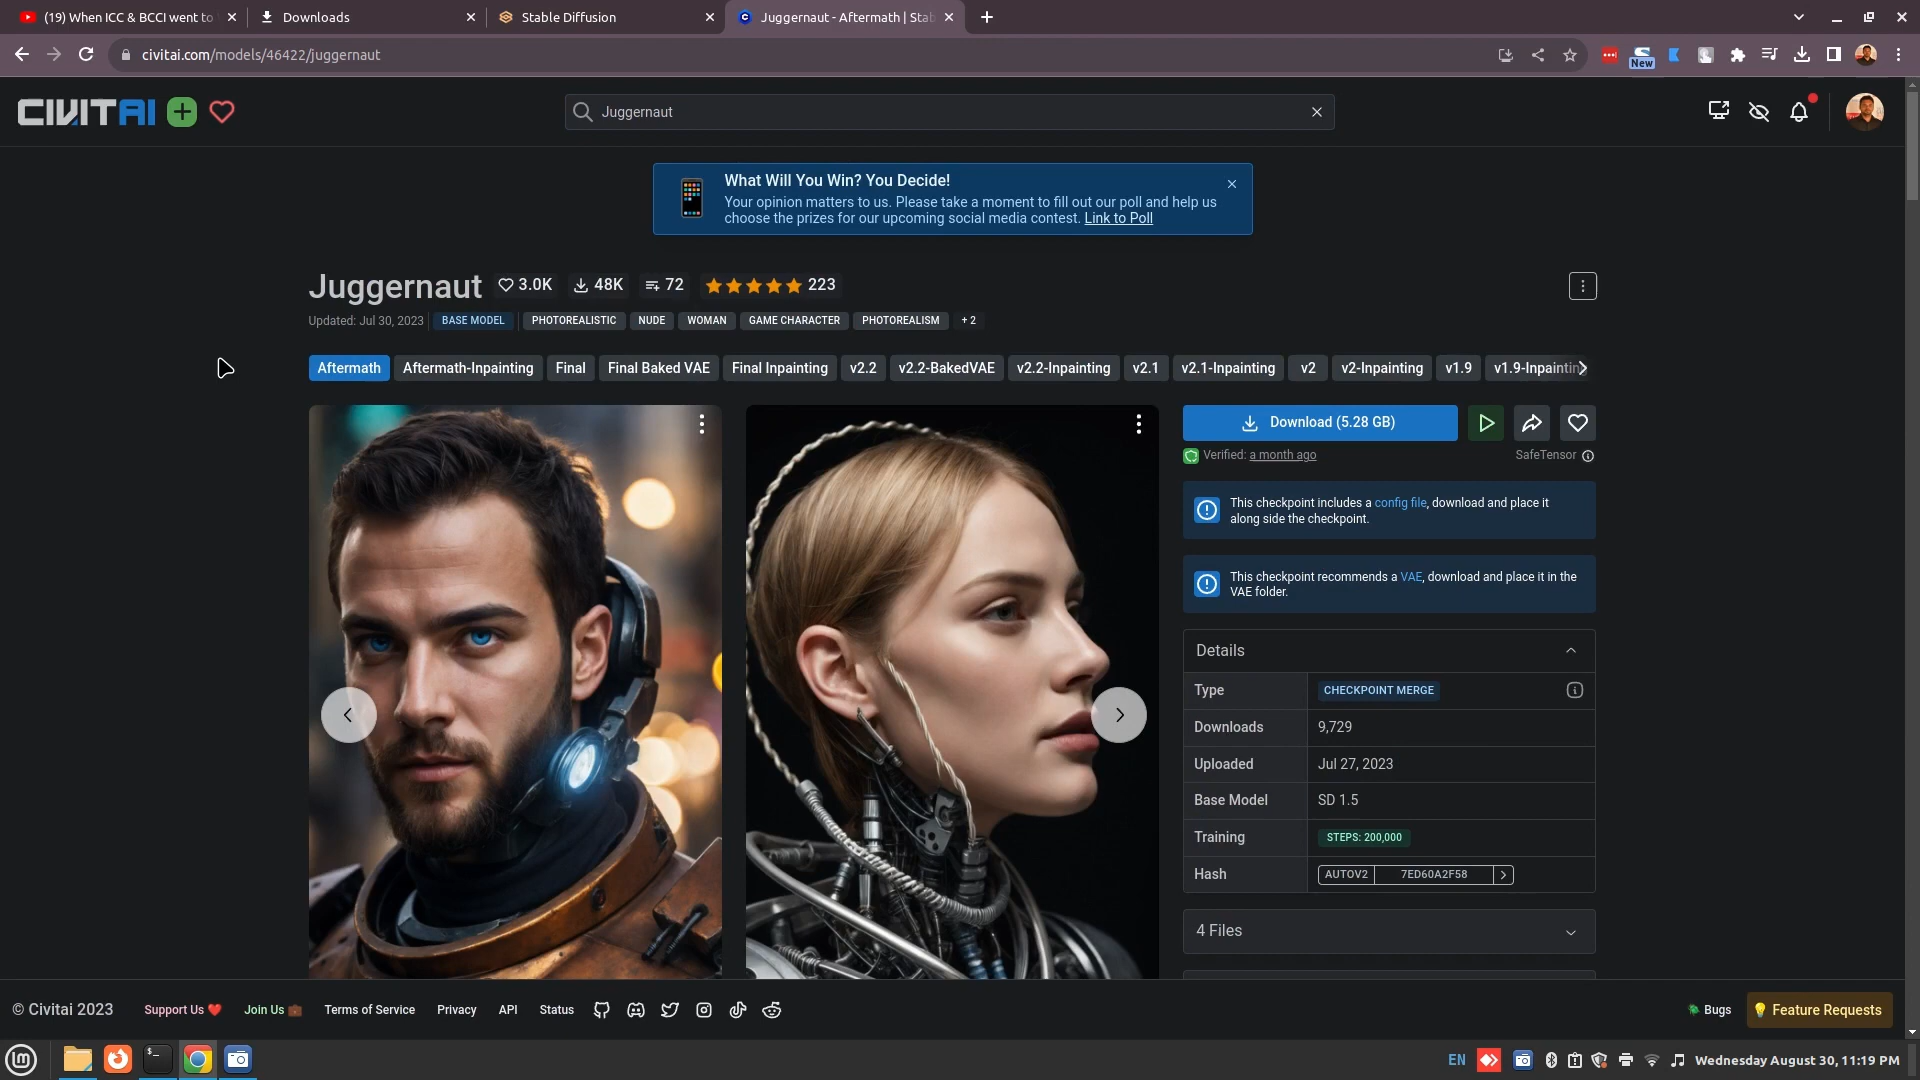 (19) When ICC & BCCI went to
Downloads
Stable Diffusion
Juggernaut - Aftermath | Stab
civitai.com/models/46422/juggernaut
New
CIVITAI
Juggernaut
What Will You Win? You Decide!
Your opinion matters to us. Please take a moment to fill out our poll and help us
choose the prizes for our upcoming social media contest. Link to Poll
Juggernaut 3.0K 48K 72 223
Updated: Jul 30, 2023 BASE MODEL PHOTOREALISTIC NUDE WOMAN GAME CHARACTER PHOTOREALISM + 2
Aftermath Aftermath-Inpainting Final Final Baked VAE Final Inpainting v2.2 v2.2-BakedVAE v2.2-Inpainting v2.1 v2.1-Inpainting v2 v2-Inpainting v1.9 v1.9-Inpainting
Download (5.28 GB)
Verified: a month ago SafeTensor
This checkpoint includes a config file, download and place it
along side the checkpoint.
This checkpoint recommends a VAE, download and place it in the
VAE folder.
Details
Type CHECKPOINT MERGE
Downloads 9,729
Uploaded Jul 27, 2023
Base Model SD 1.5
Training STEPS: 200,000
Hash AUTOV2 7ED60A2F58
4 Files
© Civitai 2023 Support Us Join Us Terms of Service Privacy API Status Bugs Feature Requests
EN Wednesday August 30, 11:19 PM